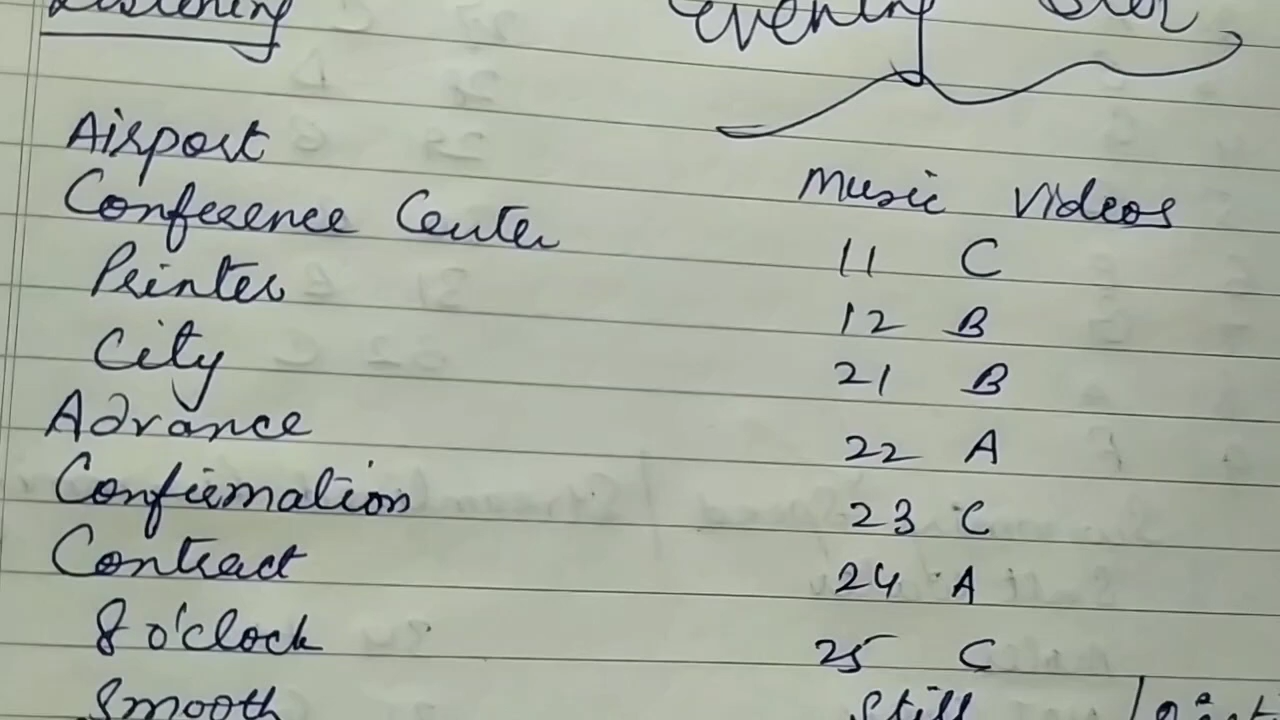 Listening
evening
Airport
Conference Center
Printer
City
Advance
Confirmation
Contract
8 o'clock
Smooth
Music Videos
11 C
12 B
21 B
22 A
23 C
24 A
25 C
Still